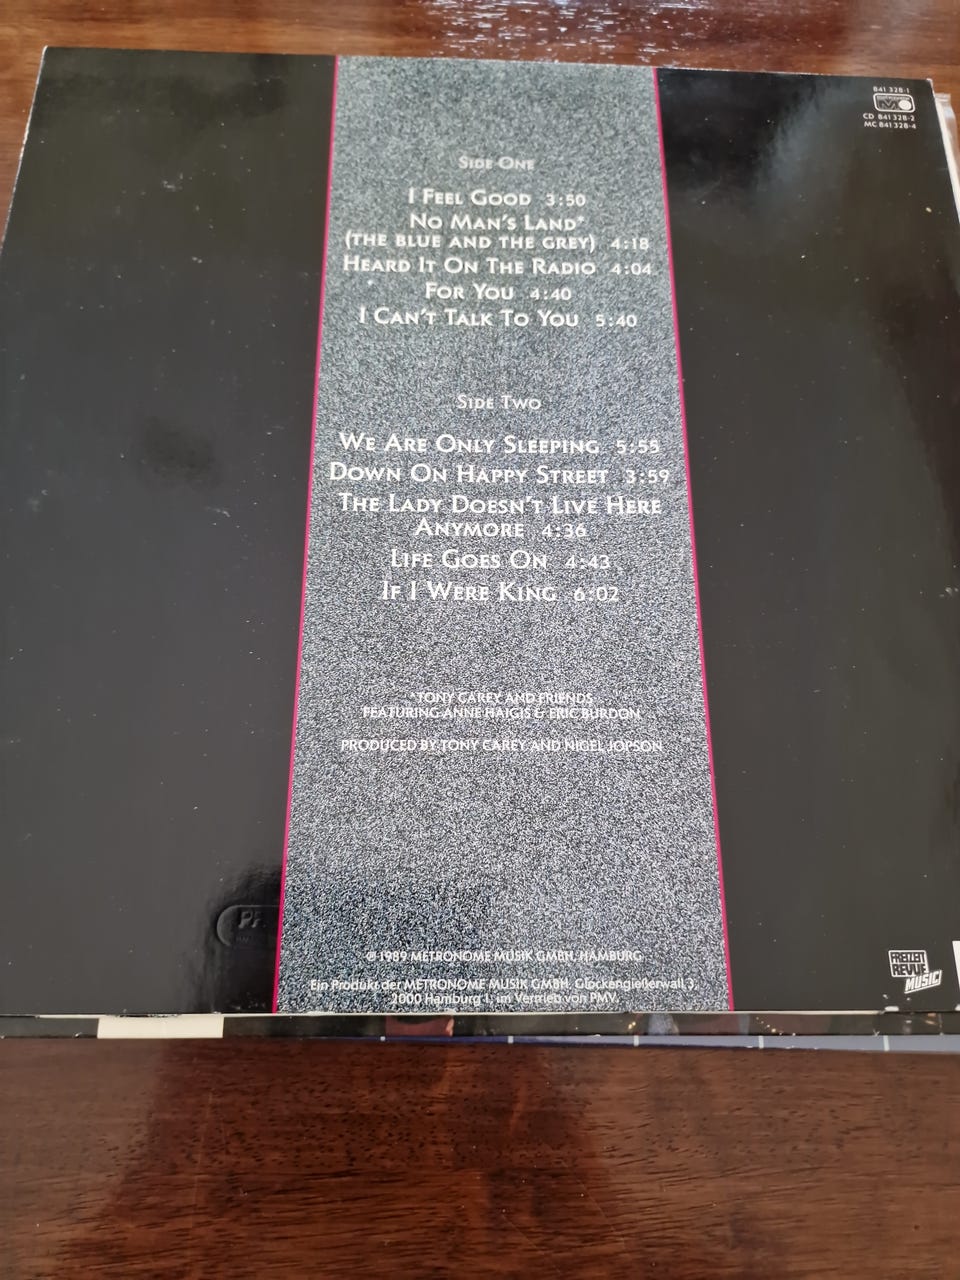 841 328-1
CD 841 328-2
MC 841 328-4
SIDE ONE
I FEEL GOOD 3:50
NO MAN'S LAND*
(THE BLUE AND THE GREY) 4:18
HEARD IT ON THE RADIO 4:04
FOR YOU 4:40
I CAN'T TALK TO YOU 5:40
SIDE TWO
WE ARE ONLY SLEEPING 5:55
DOWN ON HAPPY STREET 3:59
THE LADY DOESN'T LIVE HERE
ANYMORE 4:36
LIFE GOES ON 4:43
IF I WERE KING 6:02
*TONY CAREY AND FRIENDS
FEATURING ANNE HAIGIS & ERIC BURDON
PRODUCED BY TONY CAREY AND NIGEL JOPSON
℗ 1989 METRONOME MUSIK GMBH, HAMBURG
Ein Produkt der METRONOME MUSIK GMBH, Glockengießerwall 3,
2000 Hamburg 1, im Vertrieb von PMV.
FREIZEIT
REVUE
MUSIC